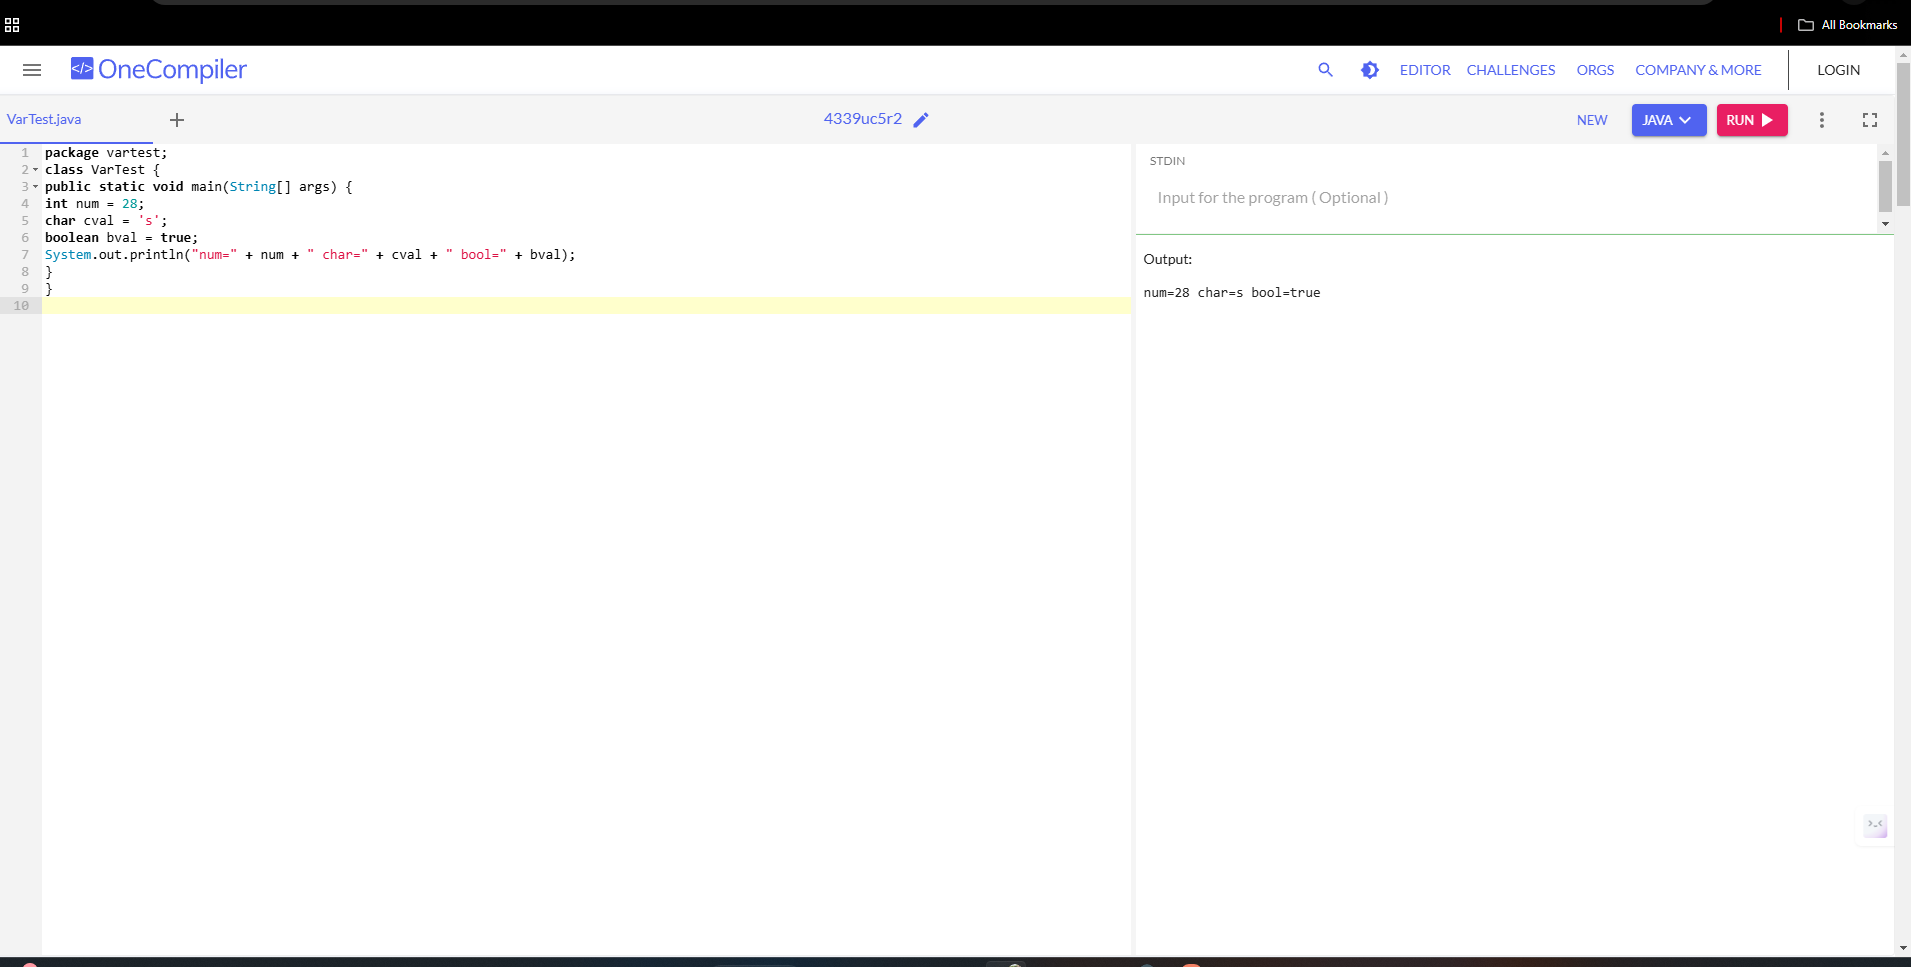 All Bookmarks
</> OneCompiler
EDITOR CHALLENGES ORGS COMPANY & MORE LOGIN
VarTest.java
4339uc5r2
NEW JAVA RUN
1 package vartest;
2 class VarTest {
3 public static void main(String[] args) {
4 int num = 28;
5 char cval = 's';
6 boolean bval = true;
7 System.out.println("num=" + num + " char=" + cval + " bool=" + bval);
8 }
9 }
10
STDIN
Input for the program ( Optional )
Output:
num=28 char=s bool=true